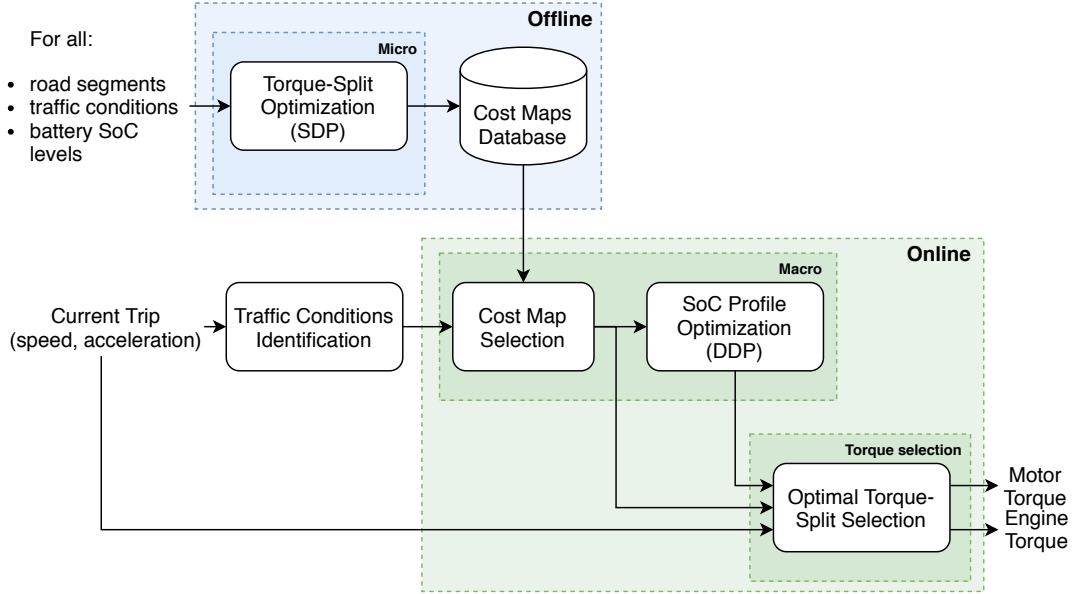 Offline
For all:
• road segments
• traffic conditions
• battery SoC
levels
Micro
Torque-Split
Optimization
(SDP)
Cost Maps
Database
Online
Macro
Current Trip
(speed, acceleration)
Traffic Conditions
Identification
Cost Map
Selection
SoC Profile
Optimization
(DDP)
Torque selection
Optimal Torque-
Split Selection
Motor
Torque
Engine
Torque